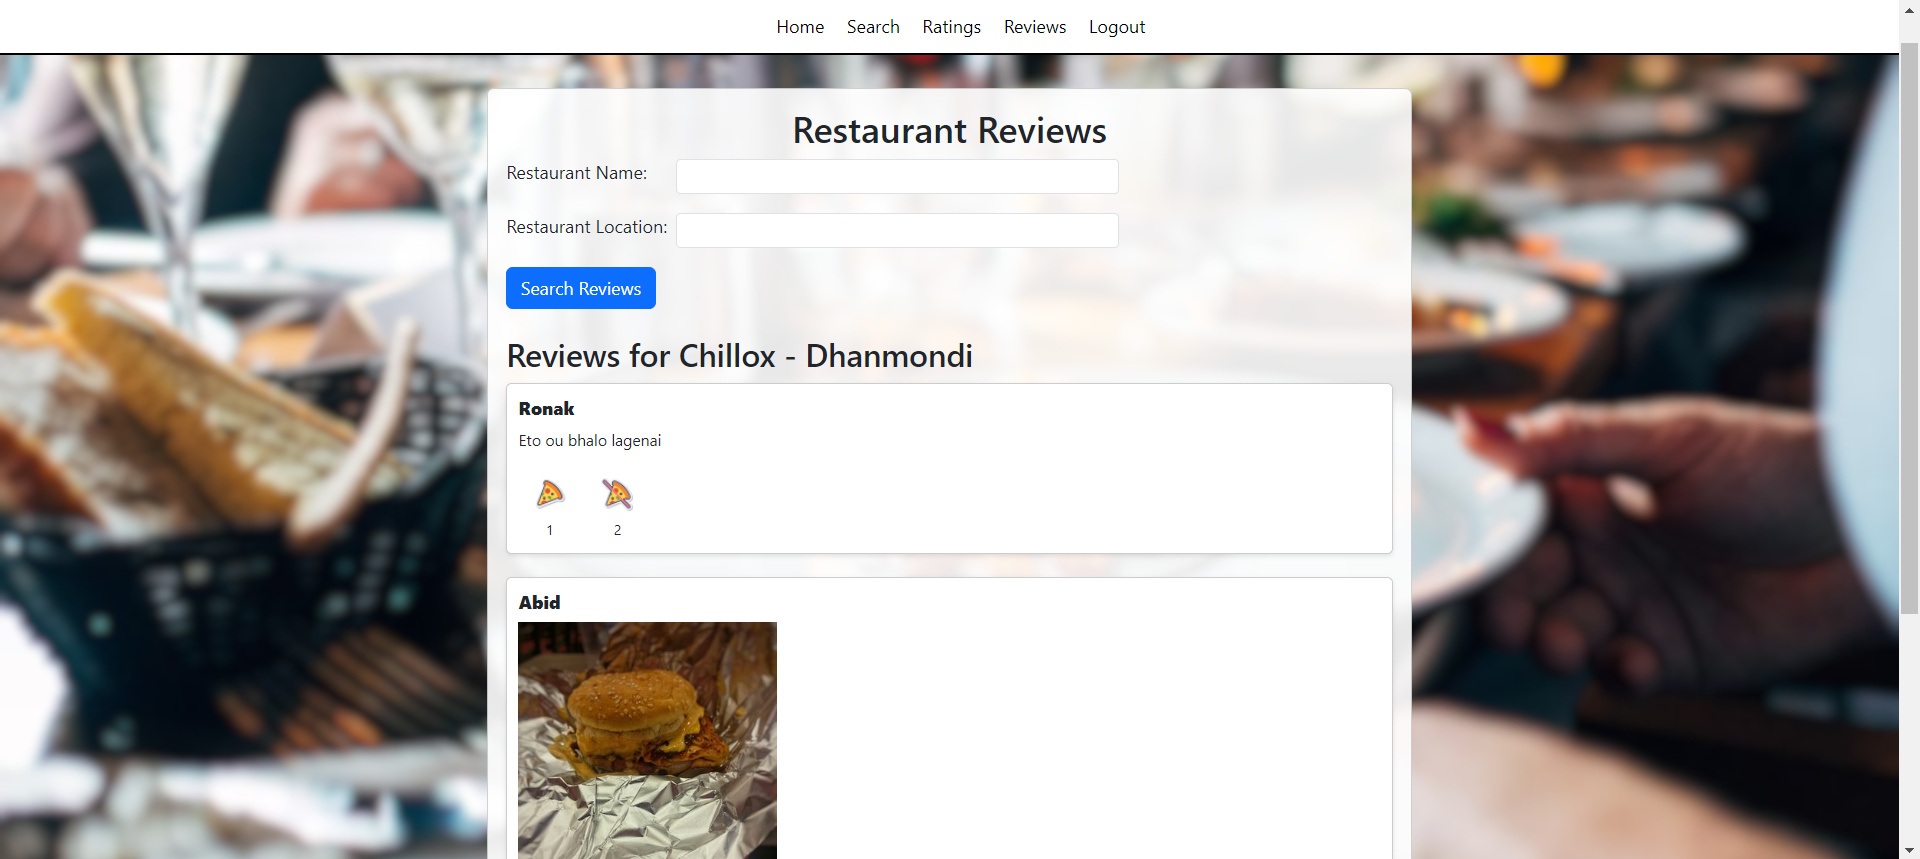 Home Search Ratings Reviews Logout
Restaurant Reviews
Restaurant Name:
Restaurant Location:
Search Reviews
Reviews for Chillox - Dhanmondi
Ronak
Eto ou bhalo lagenai
1 2
Abid